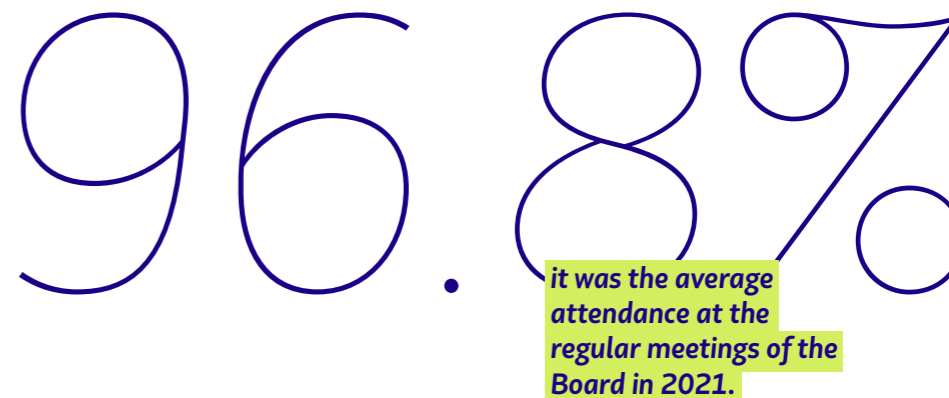 96.8%
it was the average
attendance at the
regular meetings of the
Board in 2021.